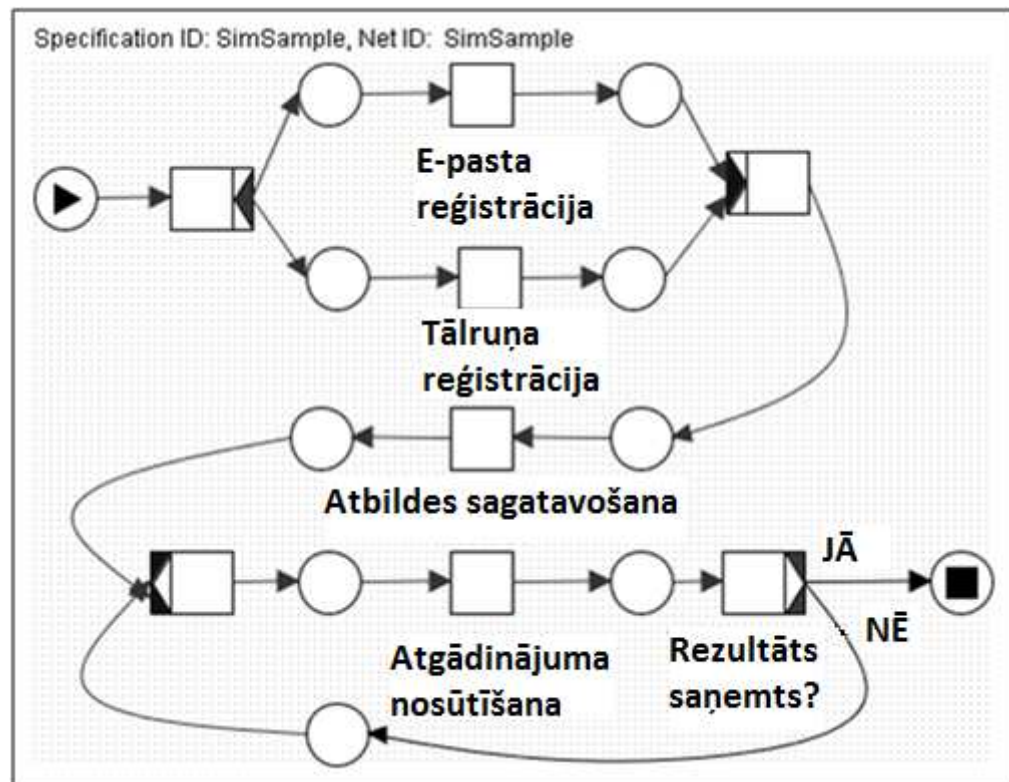 Specification ID: SimSample, Net ID: SimSample
E-pasta
reģistrācija
Tālruņa
reģistrācija
Atbildes sagatavošana
JĀ
NĒ
Atgādinājuma
nosūtīšana
Rezultāts
saņemts?